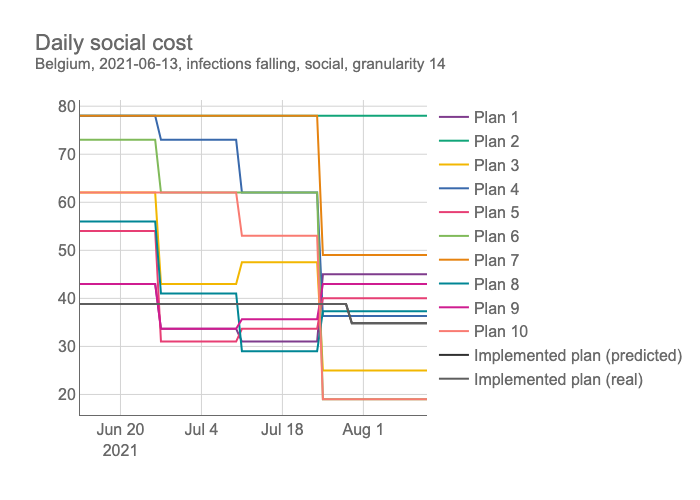 Daily social cost
Belgium, 2021-06-13, infections falling, social, granularity 14
80
70
60
50
40
30
20
Jun 20
2021
Jul 4
Jul 18
Aug 1
Plan 1
Plan 2
Plan 3
Plan 4
Plan 5
Plan 6
Plan 7
Plan 8
Plan 9
Plan 10
Implemented plan (predicted)
Implemented plan (real)